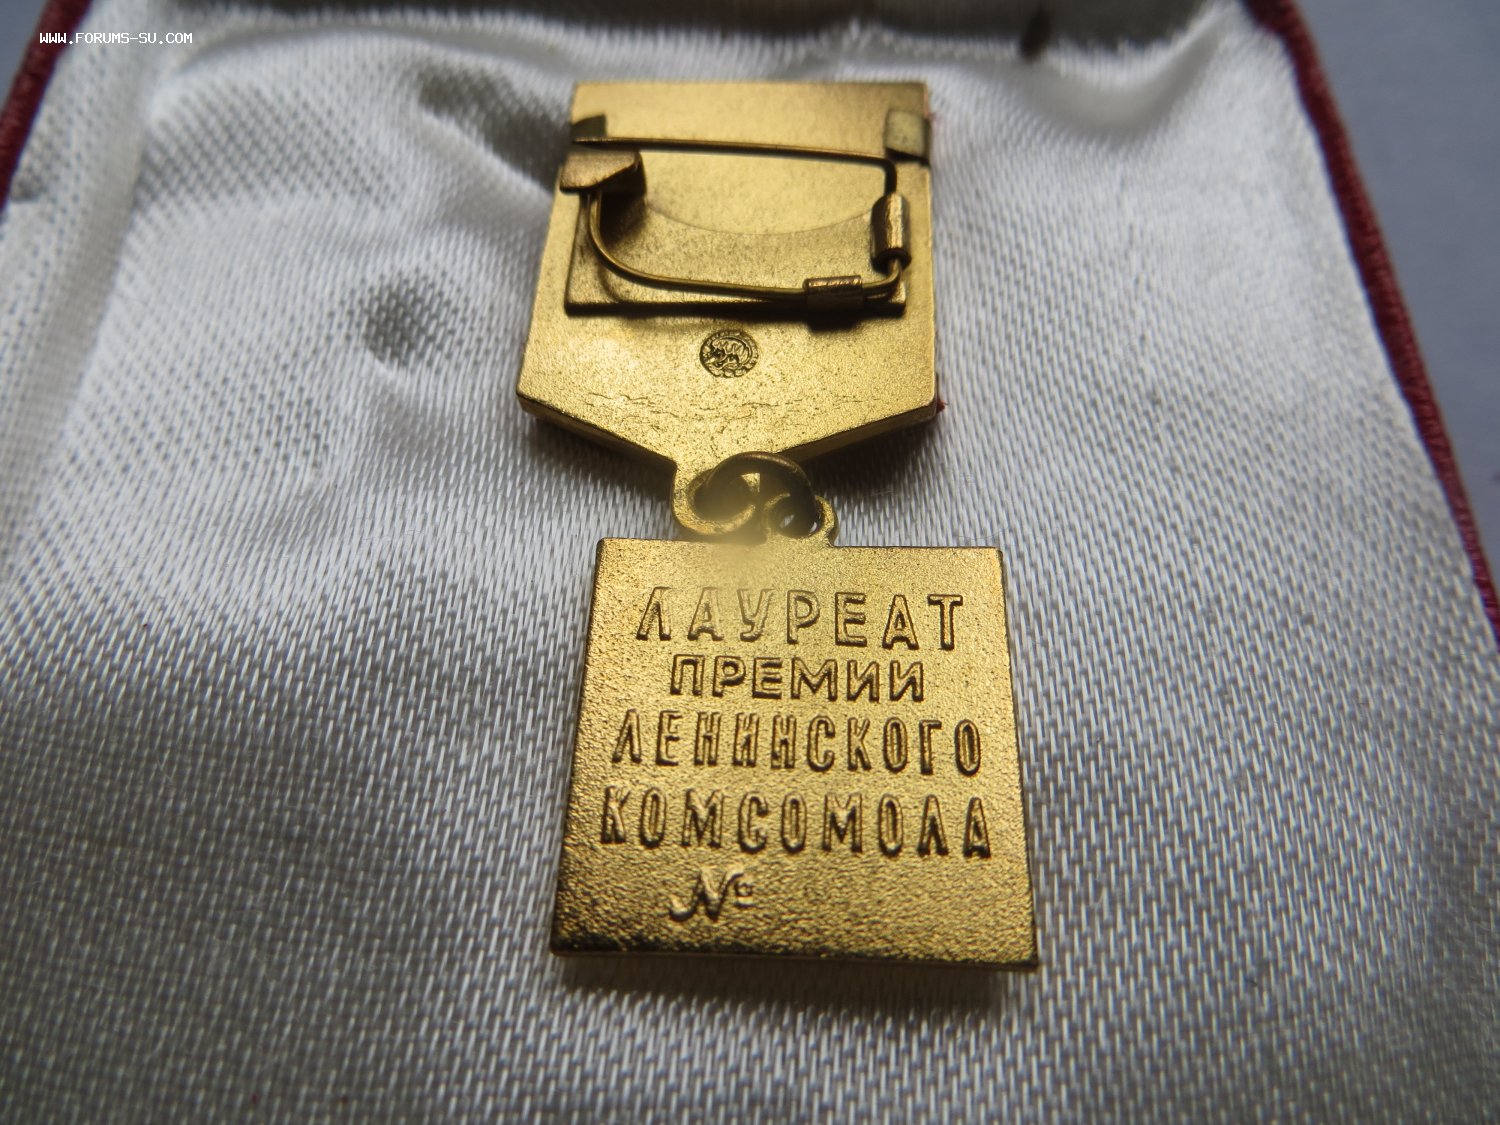 WWW.FORUMS-SU.COM
ЛАУРЕАТ
ПРЕМИИ
ЛЕНИНСКОГО
КОМСОМОЛА
№